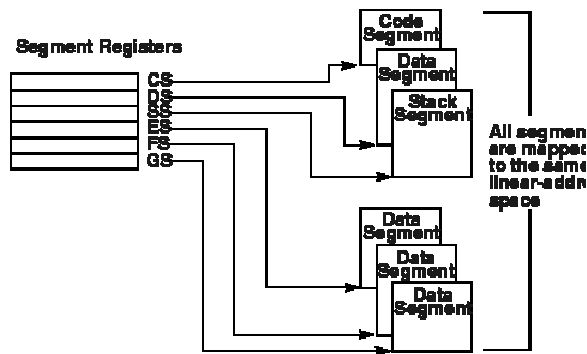 Segment Registers
CS
DS
SS
ES
FS
GS
Code
Segment
Data
Segment
Stack
Segment
Data
Segment
Data
Segment
Data
Segment
All segmen
are mapped
to the same
linear-addre
space